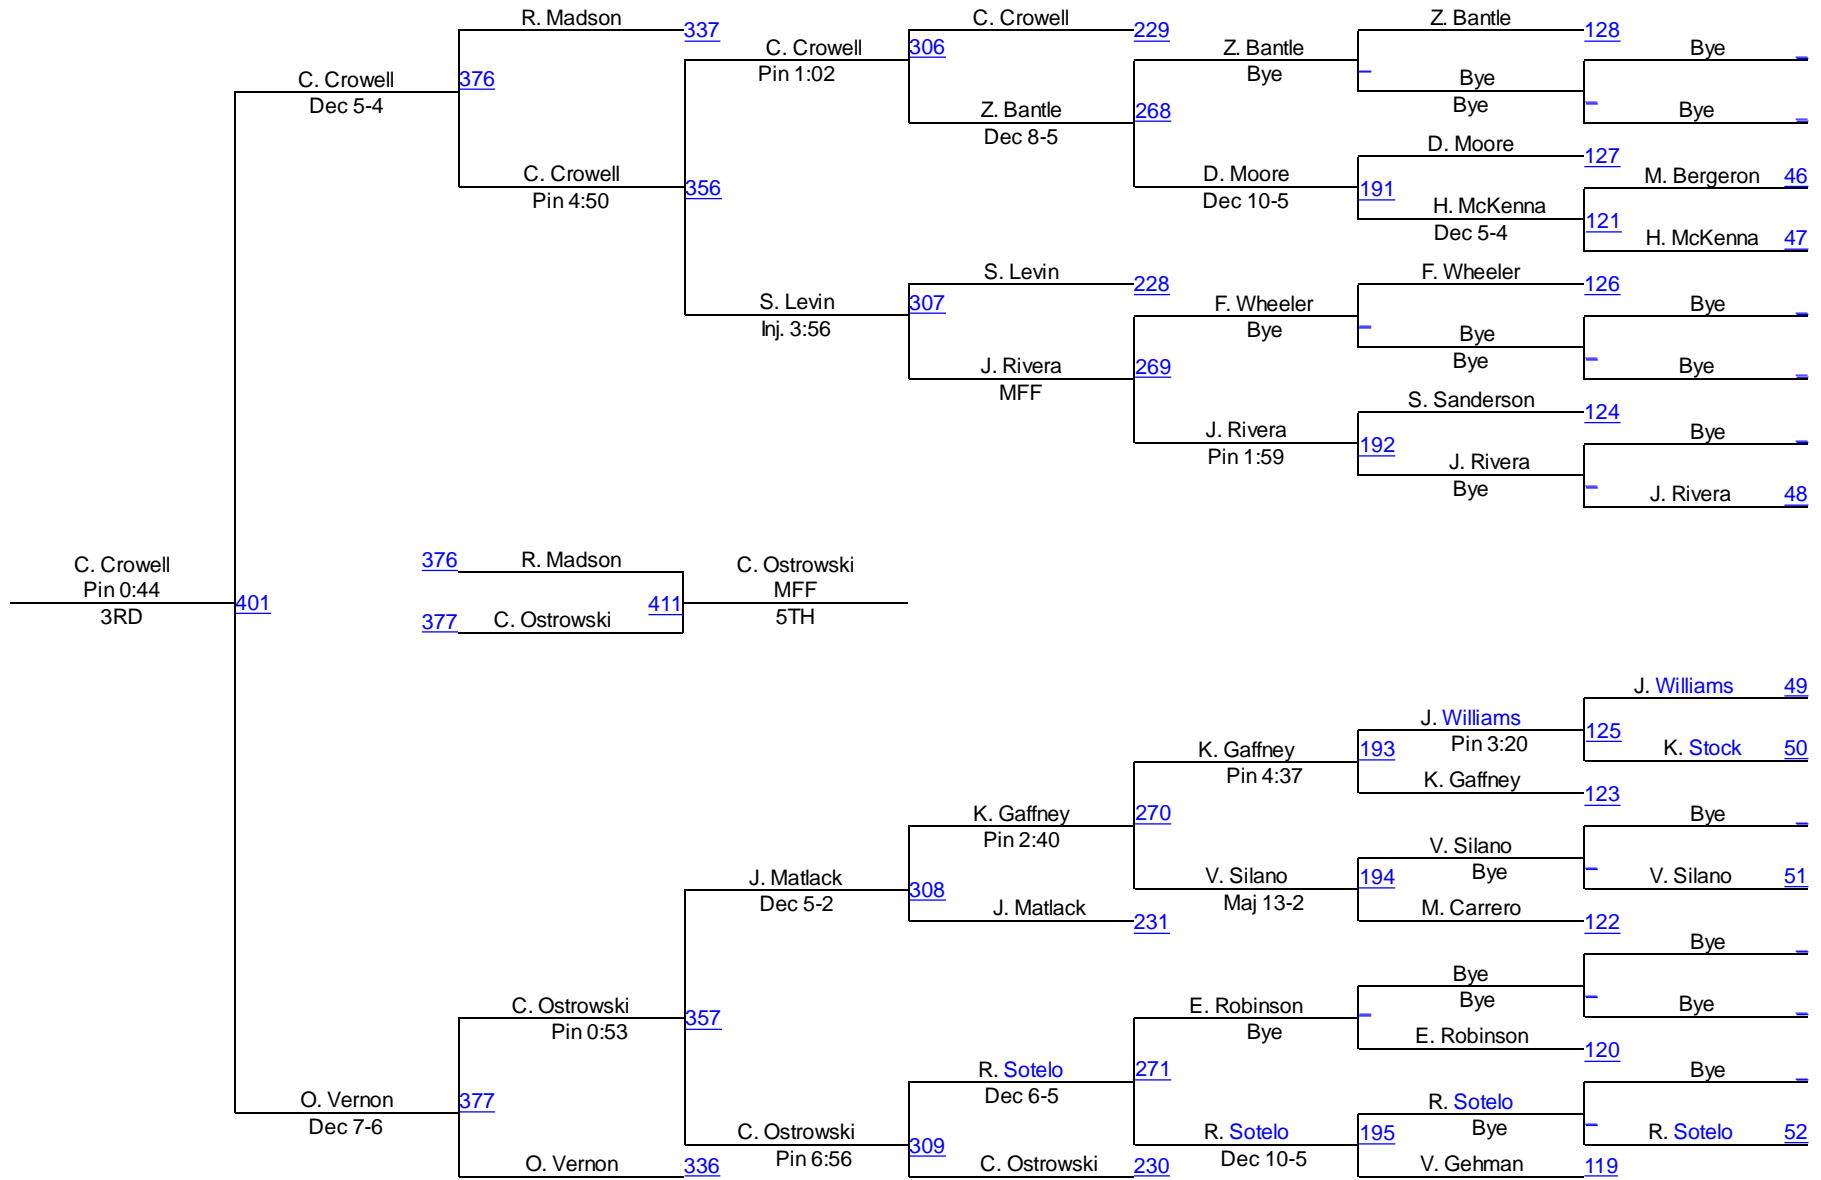 R. Madson
337
C. Crowell
Dec 5-4
376
C. Crowell
Pin 4:50
C. Crowell
Pin 1:02
356
S. Levin
Inj. 3:56
C. Crowell
229
306
Z. Bantle
Dec 8-5
S. Levin
228
307
J. Rivera
MFF
Z. Bantle
Bye
268
D. Moore
Dec 10-5
F. Wheeler
Bye
269
J. Rivera
Pin 1:59
Z. Bantle
128
Bye
Bye
D. Moore
127
191
H. McKenna
Dec 5-4
F. Wheeler
126
Bye
Bye
S. Sanderson
124
192
J. Rivera
Bye
Bye
Bye
M. Bergeron 46
121
H. McKenna 47
Bye
Bye
Bye
J. Rivera 48
C. Crowell
Pin 0:44
3RD
401
376 R. Madson
377 C. Ostrowski
411
C. Ostrowski
MFF
5TH
O. Vernon
Dec 7-6
377
C. Ostrowski
Pin 0:53
O. Vernon
336
J. Matlack
Dec 5-2
357
C. Ostrowski
Pin 6:56
K. Gaffney
Pin 2:40
308
J. Matlack
231
R. Sotelo
Dec 6-5
309
C. Ostrowski
230
K. Gaffney
Pin 4:37
270
V. Silano
Maj 13-2
E. Robinson
Bye
271
R. Sotelo
Dec 10-5
J. Williams
Pin 3:20
193
K. Gaffney
123
V. Silano
Bye
194
M. Carrero
122
Bye
Bye
E. Robinson
120
R. Sotelo
Bye
195
V. Gehman
119
J. Williams 49
125
K. Stock 50
Bye
V. Silano 51
Bye
Bye
Bye
R. Sotelo 52